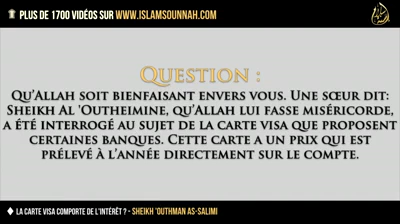 PLUS DE 1700 VIDÉOS SUR WWW.ISLAMSOUNNAH.COM
QUESTION :
QU'ALLAH SOIT BIENFAISANT ENVERS VOUS. UNE SŒUR DIT:
SHEIKH AL 'OUTHEIMINE, QU'ALLAH LUI FASSE MISÉRICORDE,
A ÉTÉ INTERROGÉ AU SUJET DE LA CARTE VISA QUE PROPOSENT
CERTAINES BANQUES. CETTE CARTE A UN PRIX QUI EST
PRÉLEVÉ À L'ANNÉE DIRECTEMENT SUR LE COMPTE.
LA CARTE VISA COMPORTE DE L'INTÉRÊT ? - SHEIKH 'OUTHMAN AS-SALIMI